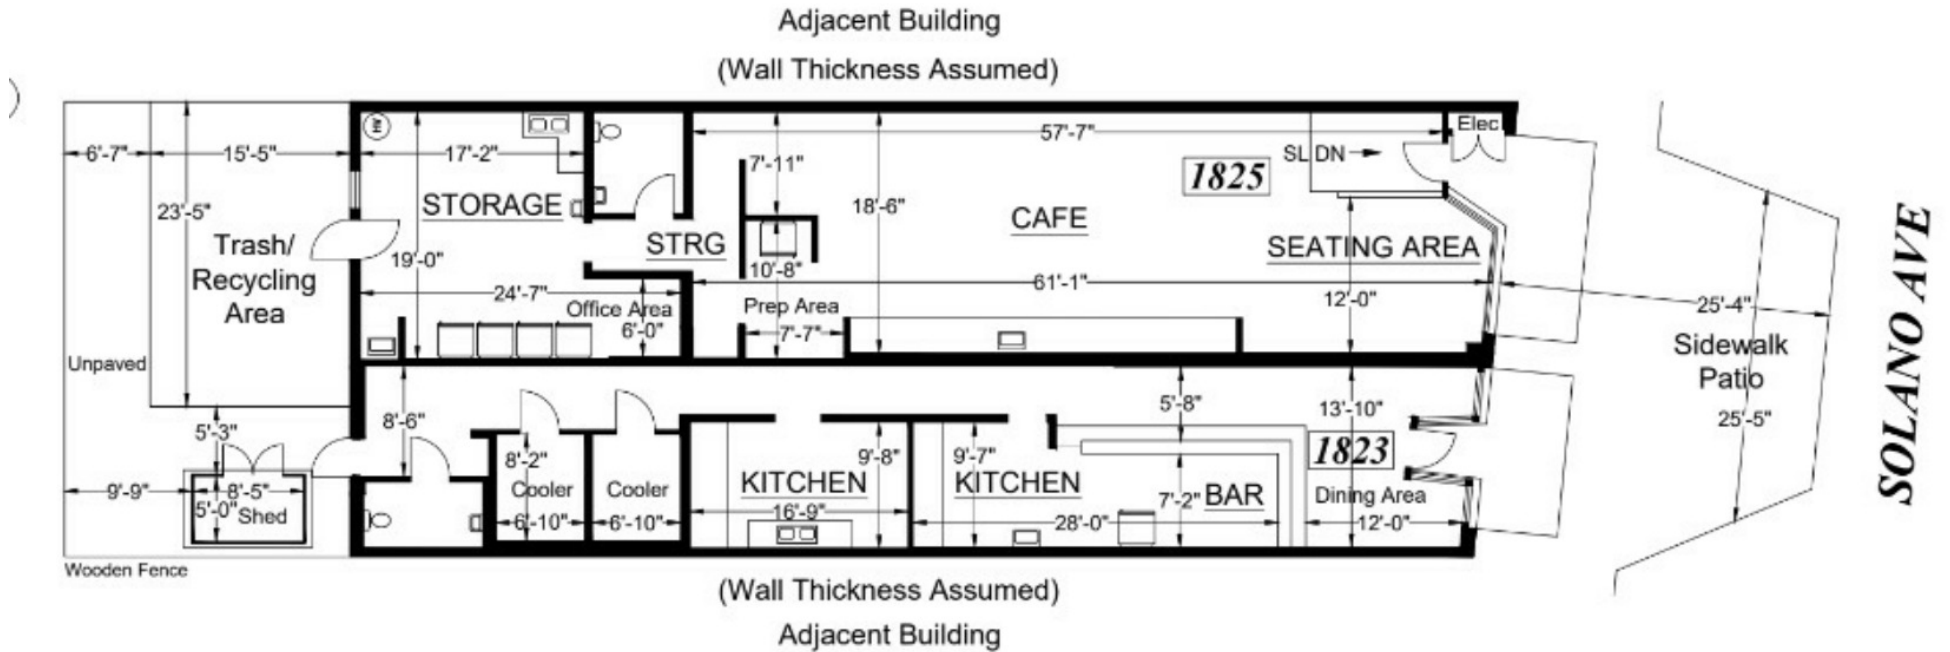 Adjacent Building
(Wall Thickness Assumed)
6'-7"
15'-5"
AH
17'-2"
57'-7"
Elec
7'-11"
SL DN
1825
23'-5"
STORAGE
18'-6"
CAFE
Trash/
Recycling
Area
STRG
SEATING AREA
19'-0"
10'-8"
61'-1"
24'-7"
Office Area
6'-0"
Prep Area
7'-7"
12'-0"
25'-4"
Sidewalk
Patio
25'-5"
SOLANO AVE
Unpaved
8'-6"
5'-3"
5'-8"
13'-10"
1823
8'-2"
9'-8"
9'-7"
9'-9"
8'-5"
5'-0"
Shed
Cooler
6'-10"
Cooler
6'-10"
KITCHEN
16'-9"
KITCHEN
28'-0"
7'-2"
BAR
Dining Area
12'-0"
Wooden Fence
(Wall Thickness Assumed)
Adjacent Building